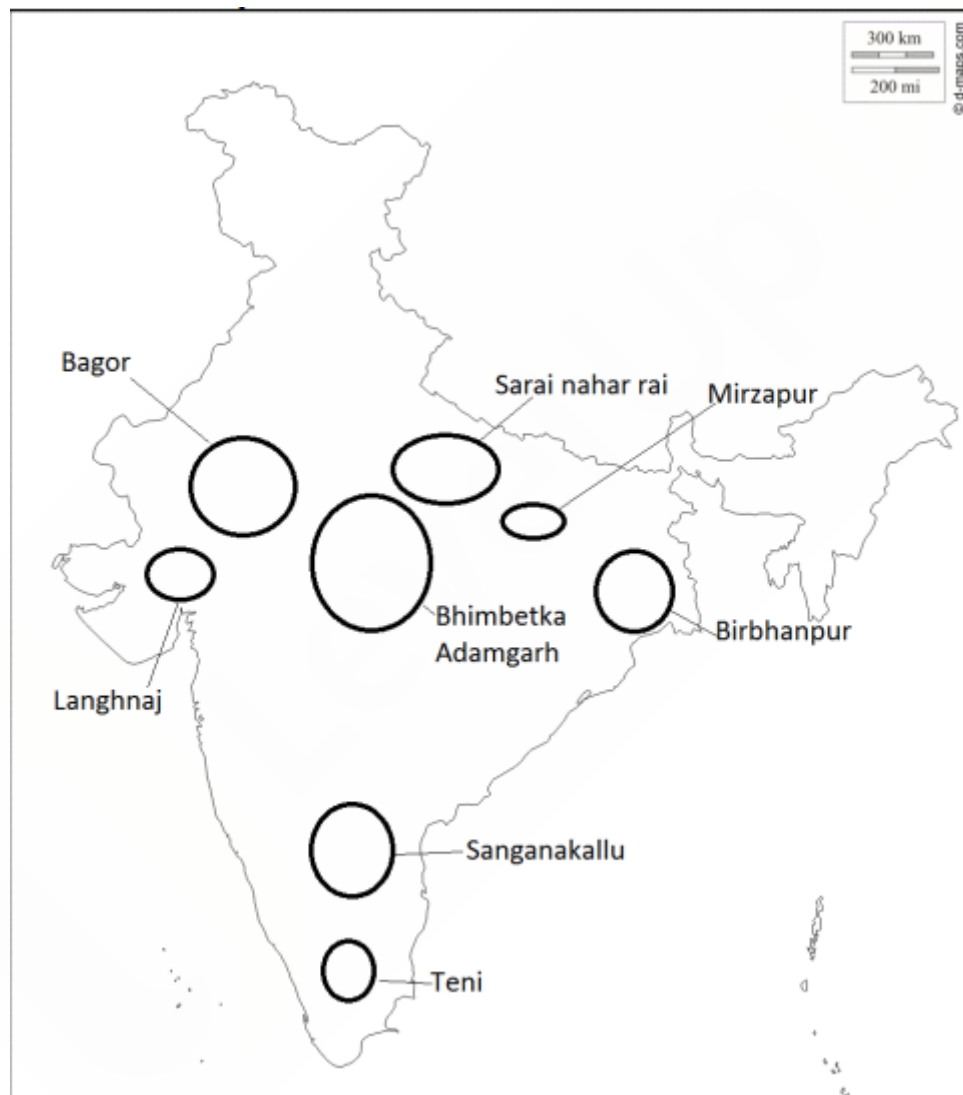 300 km
200 mi
© d-maps.com
Bagor
Sarai nahar rai
Mirzapur
Bhimbetka
Adamgarh
Birbhanpur
Langhnaj
Sanganakallu
Teni